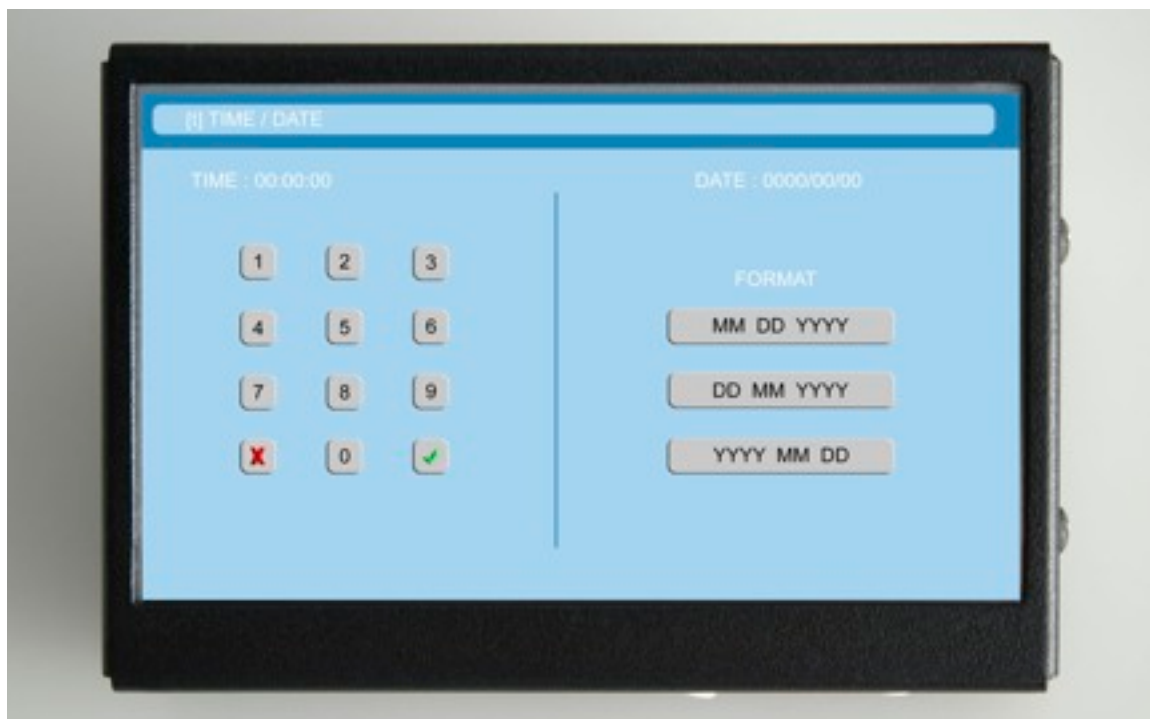 [t] TIME / DATE
TIME : 00:00:00
DATE : 0000/00/00
1 2 3
4 5 6
7 8 9
X 0
FORMAT
MM DD YYYY
DD MM YYYY
YYYY MM DD